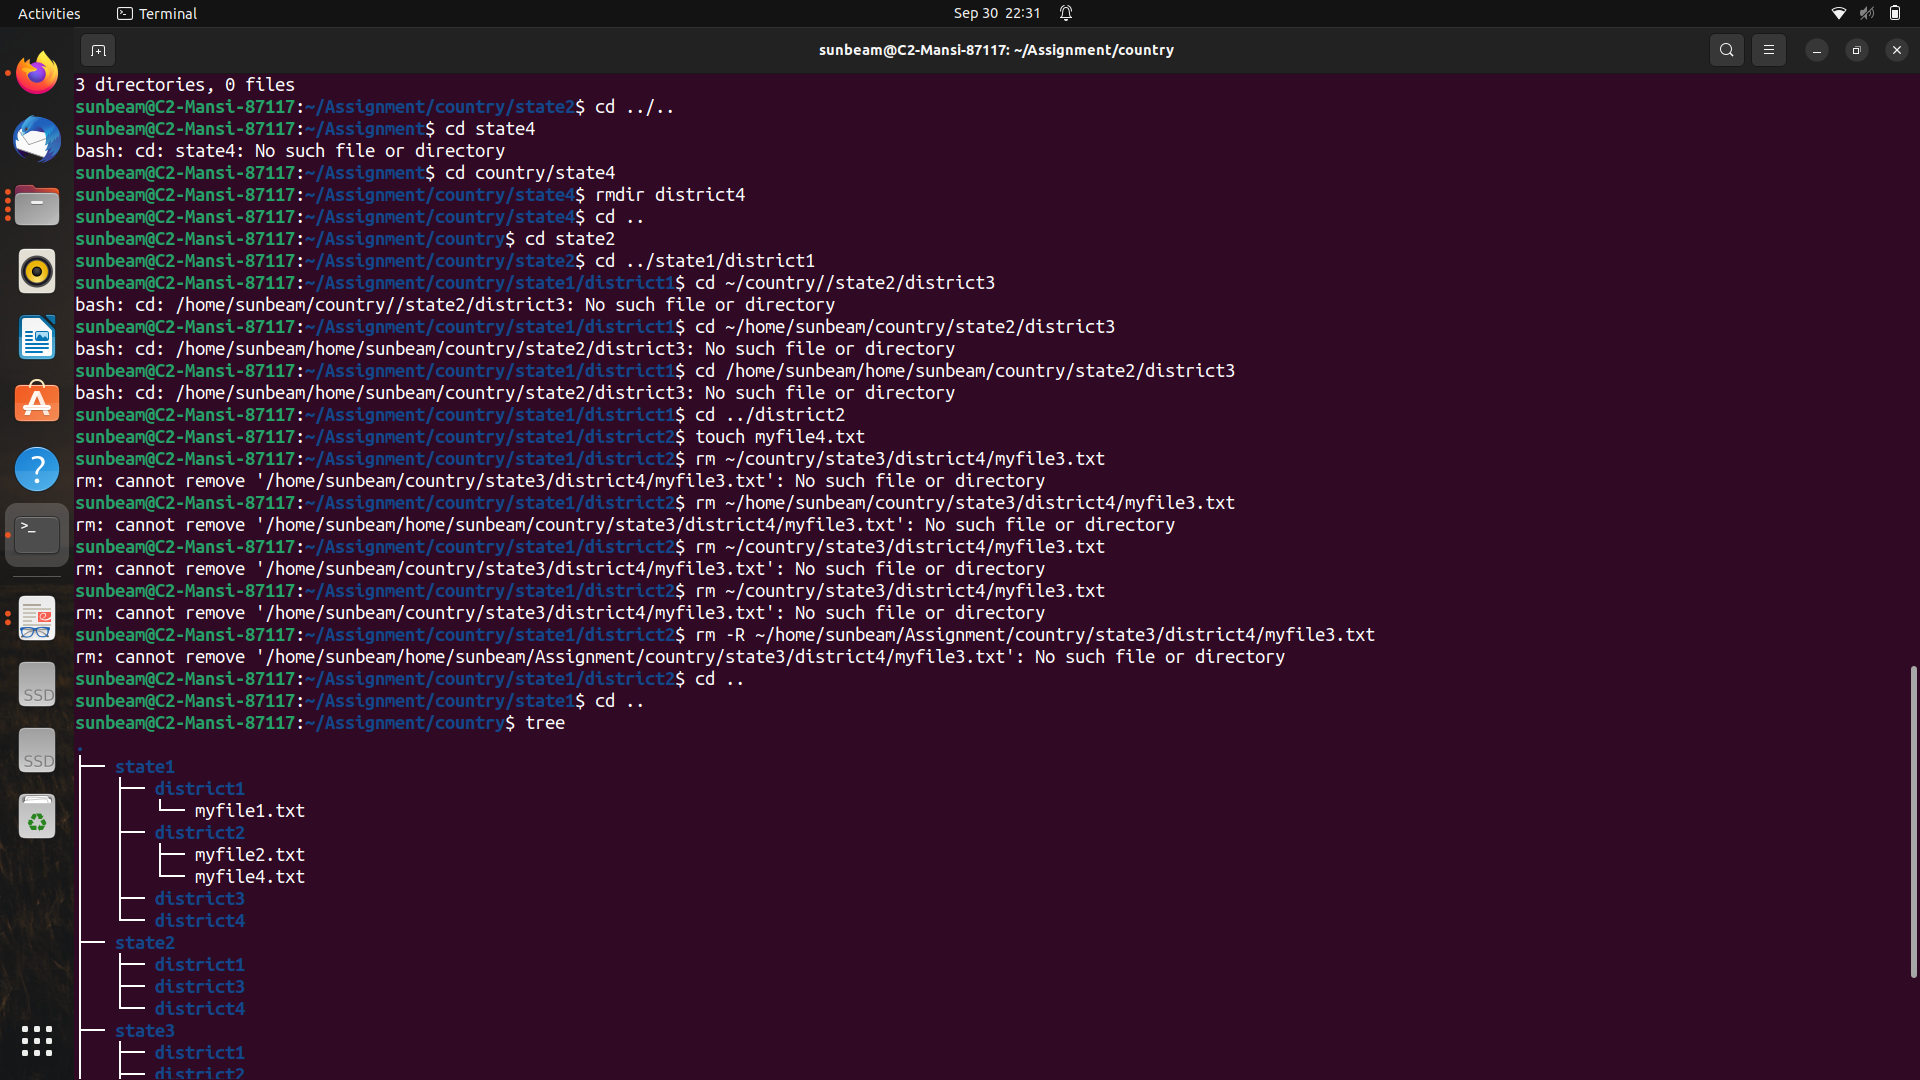 Activities
Terminal
Sep 30 22:31
sunbeam@C2-Mansi-87117: ~/Assignment/country
3 directories, 0 files
sunbeam@C2-Mansi-87117:~/Assignment/country/state2$ cd ../..
sunbeam@C2-Mansi-87117:~/Assignment$ cd state4
bash: cd: state4: No such file or directory
sunbeam@C2-Mansi-87117:~/Assignment$ cd country/state4
sunbeam@C2-Mansi-87117:~/Assignment/country/state4$ rmdir district4
sunbeam@C2-Mansi-87117:~/Assignment/country/state4$ cd ..
sunbeam@C2-Mansi-87117:~/Assignment/country$ cd state2
sunbeam@C2-Mansi-87117:~/Assignment/country/state2$ cd ../state1/district1
sunbeam@C2-Mansi-87117:~/Assignment/country/state1/district1$ cd ~/country//state2/district3
bash: cd: /home/sunbeam/country//state2/district3: No such file or directory
sunbeam@C2-Mansi-87117:~/Assignment/country/state1/district1$ cd ~/home/sunbeam/country/state2/district3
bash: cd: /home/sunbeam/home/sunbeam/country/state2/district3: No such file or directory
sunbeam@C2-Mansi-87117:~/Assignment/country/state1/district1$ cd /home/sunbeam/home/sunbeam/country/state2/district3
bash: cd: /home/sunbeam/home/sunbeam/country/state2/district3: No such file or directory
sunbeam@C2-Mansi-87117:~/Assignment/country/state1/district1$ cd ../district2
sunbeam@C2-Mansi-87117:~/Assignment/country/state1/district2$ touch myfile4.txt
sunbeam@C2-Mansi-87117:~/Assignment/country/state1/district2$ rm ~/country/state3/district4/myfile3.txt
rm: cannot remove '/home/sunbeam/country/state3/district4/myfile3.txt': No such file or directory
sunbeam@C2-Mansi-87117:~/Assignment/country/state1/district2$ rm ~/home/sunbeam/country/state3/district4/myfile3.txt
rm: cannot remove '/home/sunbeam/home/sunbeam/country/state3/district4/myfile3.txt': No such file or directory
sunbeam@C2-Mansi-87117:~/Assignment/country/state1/district2$ rm ~/country/state3/district4/myfile3.txt
rm: cannot remove '/home/sunbeam/country/state3/district4/myfile3.txt': No such file or directory
sunbeam@C2-Mansi-87117:~/Assignment/country/state1/district2$ rm ~/country/state3/district4/myfile3.txt
rm: cannot remove '/home/sunbeam/country/state3/district4/myfile3.txt': No such file or directory
sunbeam@C2-Mansi-87117:~/Assignment/country/state1/district2$ rm -R ~/home/sunbeam/Assignment/country/state3/district4/myfile3.txt
rm: cannot remove '/home/sunbeam/home/sunbeam/Assignment/country/state3/district4/myfile3.txt': No such file or directory
sunbeam@C2-Mansi-87117:~/Assignment/country/state1/district2$ cd ..
sunbeam@C2-Mansi-87117:~/Assignment/country/state1$ cd ..
sunbeam@C2-Mansi-87117:~/Assignment/country$ tree
.
├── state1
│   ├── district1
│   │   └── myfile1.txt
│   ├── district2
│   │   ├── myfile2.txt
│   │   └── myfile4.txt
│   ├── district3
│   └── district4
├── state2
│   ├── district1
│   ├── district3
│   └── district4
├── state3
│   ├── district1
│   ├── district2
SSD
SSD